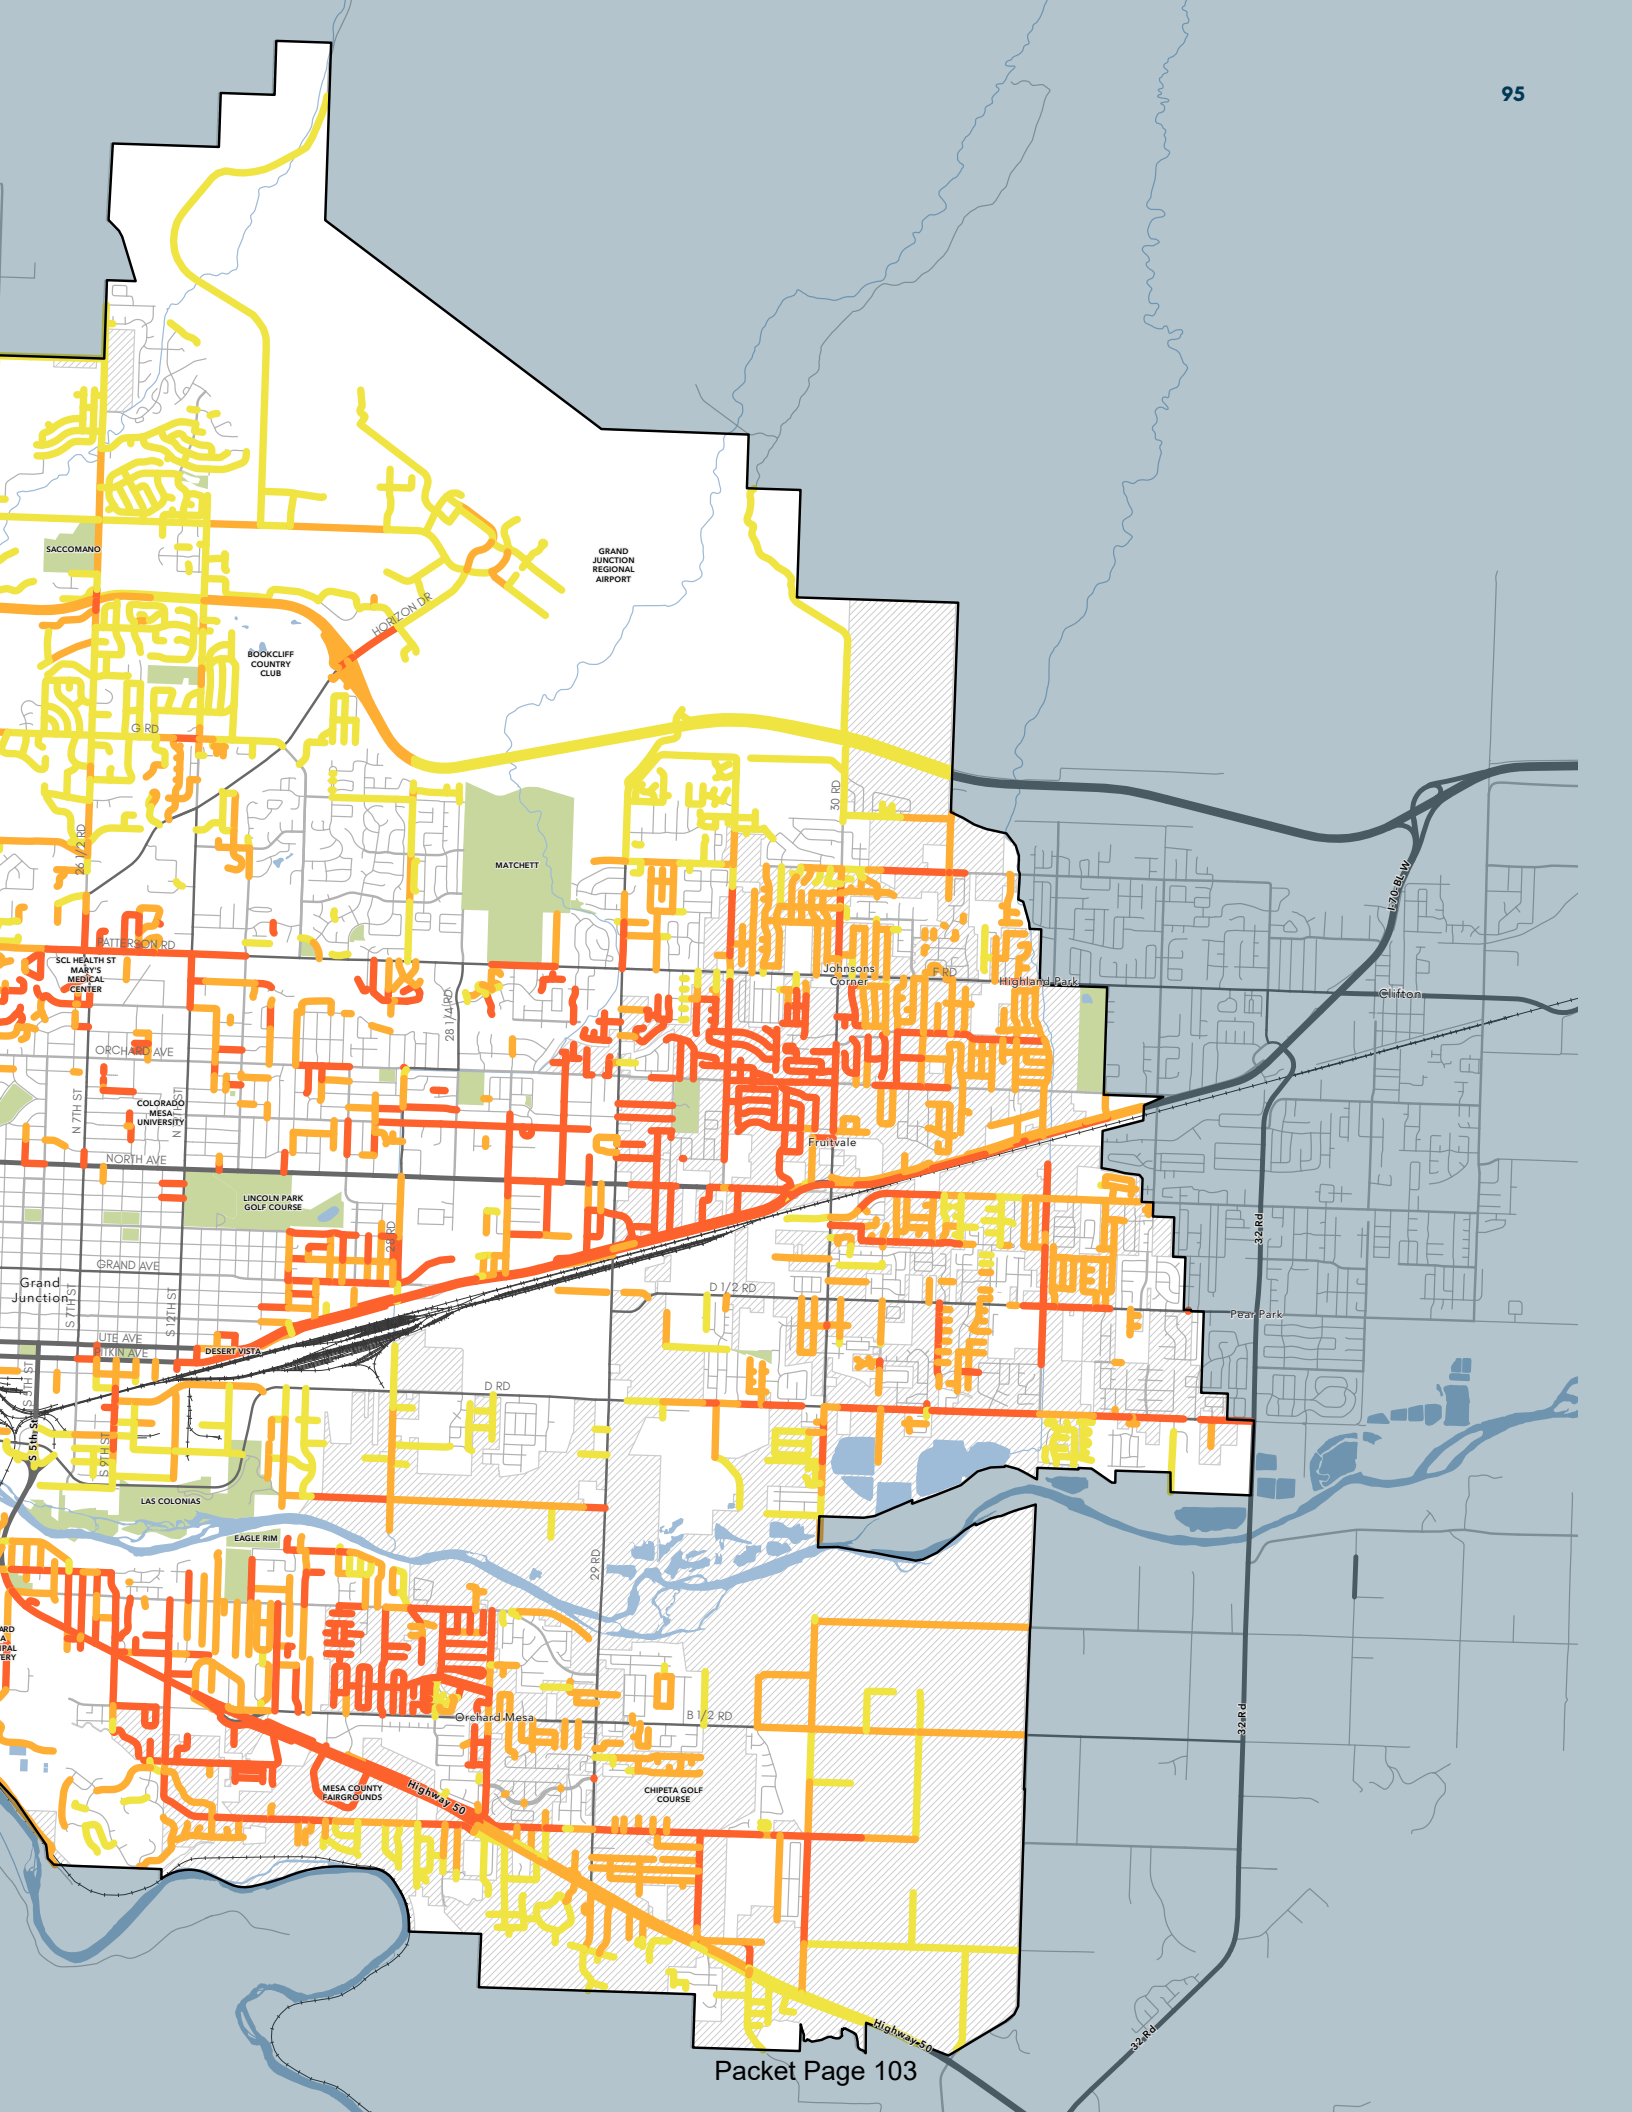 95
SACCOMANO
GRAND
JUNCTION
REGIONAL
AIRPORT
HORIZON DR
BOOKCLIFF
COUNTRY
CLUB
G RD
30 RD
26 1/2 RD
MATCHETT
I-70 BL W
PATTERSON RD
SCL HEALTH ST
MARY'S
MEDICAL
CENTER
Johnsons
Corner
F RD
Highland Park
Clifton
28 1/4 RD
ORCHARD AVE
N 7TH ST
COLORADO
MESA
UNIVERSITY
Fruitvale
NORTH AVE
LINCOLN PARK
GOLF COURSE
28 RD
32 Rd
GRAND AVE
Grand
Junction
S 7TH ST
S 12TH ST
D 1/2 RD
Pear Park
UTE AVE
PITKIN AVE
DESERT VISTA
S 5TH ST
D RD
S 5th St
S 9TH ST
LAS COLONIAS
EAGLE RIM
29 RD
Orchard Mesa
B 1/2 RD
32 Rd
MESA COUNTY
FAIRGROUNDS
Highway 50
CHIPETA GOLF
COURSE
Highway 50
32 Rd
Packet Page 103